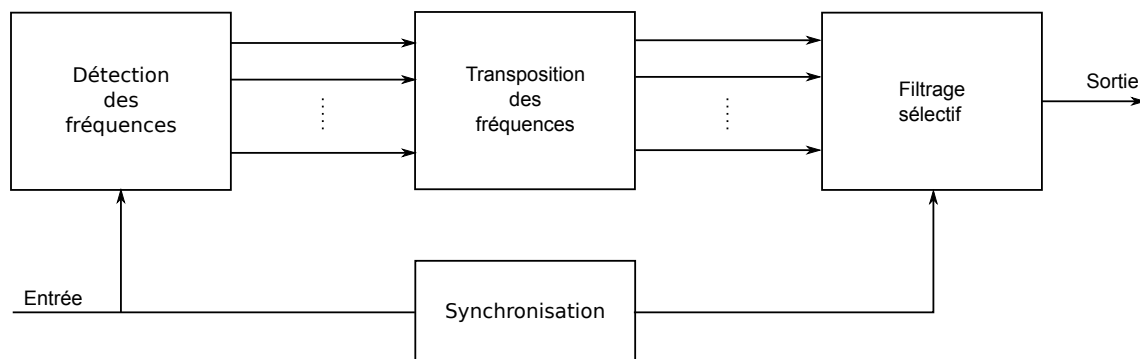 Détection
des
fréquences
Transposition
des
fréquences
Filtrage
sélectif
Sortie
Entrée
Synchronisation